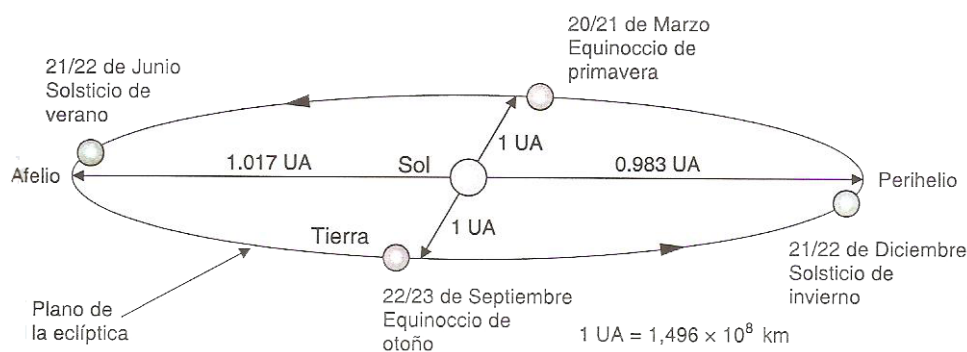 20/21 de Marzo
Equinoccio de
primavera
21/22 de Junio
Solsticio de
verano
Afelio
1.017 UA
Sol
1 UA
0.983 UA
Perihelio
1 UA
Tierra
21/22 de Diciembre
Solsticio de
invierno
22/23 de Septiembre
Equinoccio de
otoño
Plano de
la eclíptica
1 UA = 1,496 × 10⁸ km